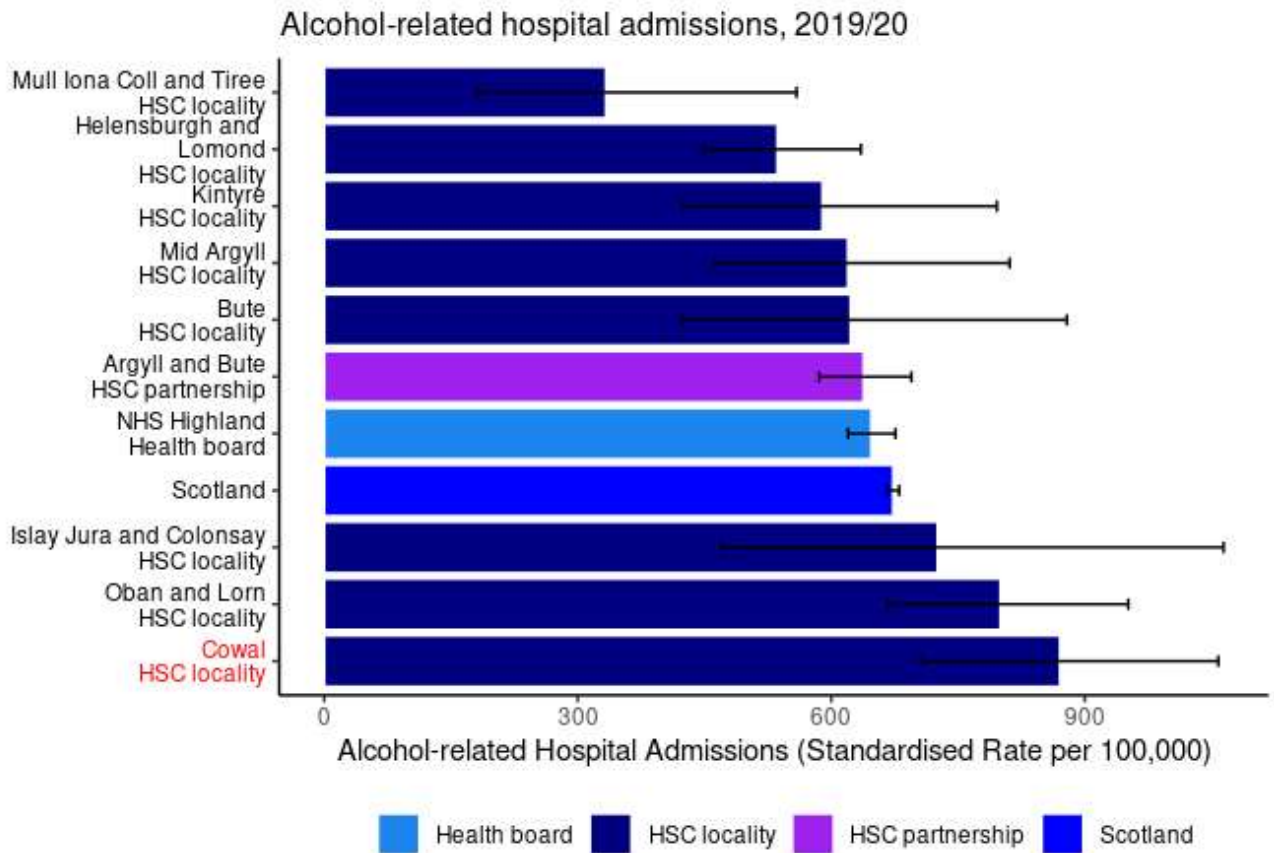 Alcohol-related hospital admissions, 2019/20
Mull Iona Coll and Tiree
HSC locality
Helensburgh and
Lomond
HSC locality
Kintyre
HSC locality
Mid Argyll
HSC locality
Bute
HSC locality
Argyll and Bute
HSC partnership
NHS Highland
Health board
Scotland
Islay Jura and Colonsay
HSC locality
Oban and Lorn
HSC locality
Cowal
HSC locality
0 300 600 900
Alcohol-related Hospital Admissions (Standardised Rate per 100,000)
Health board HSC locality HSC partnership Scotland